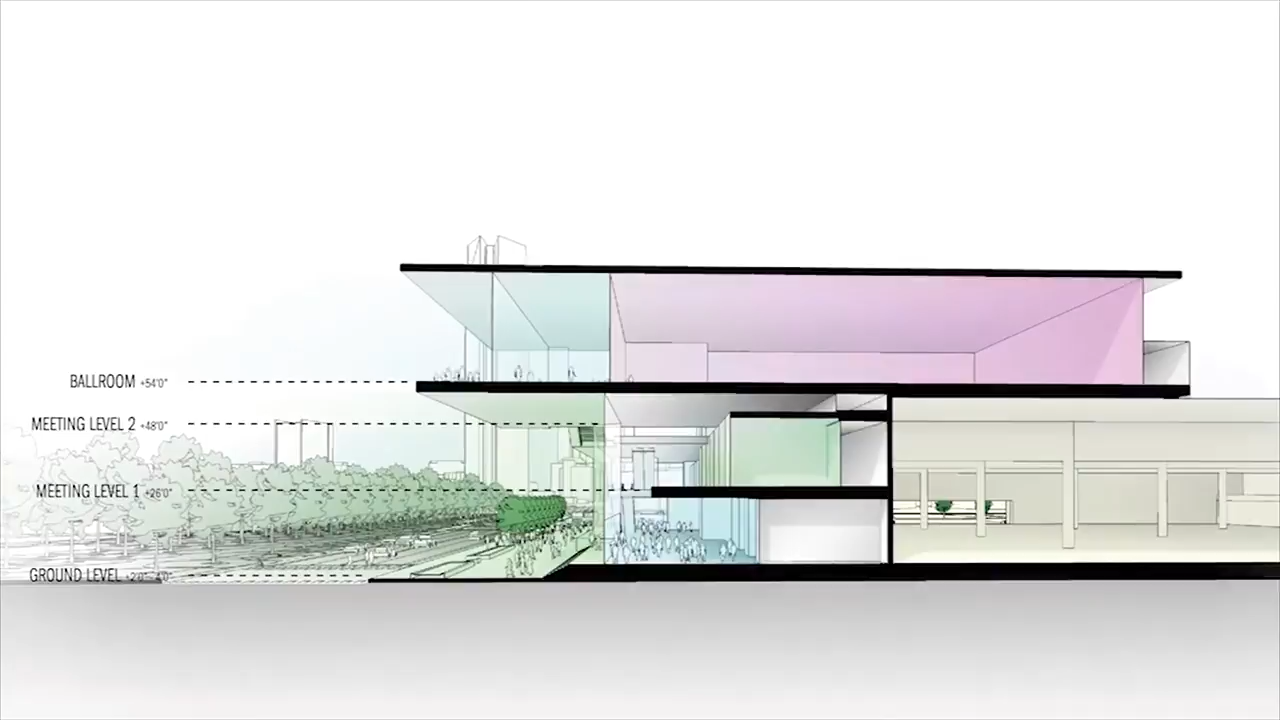 BALLROOM +54'0"
MEETING LEVEL 2 +48'0"
MEETING LEVEL 1 +26'0"
GROUND LEVEL